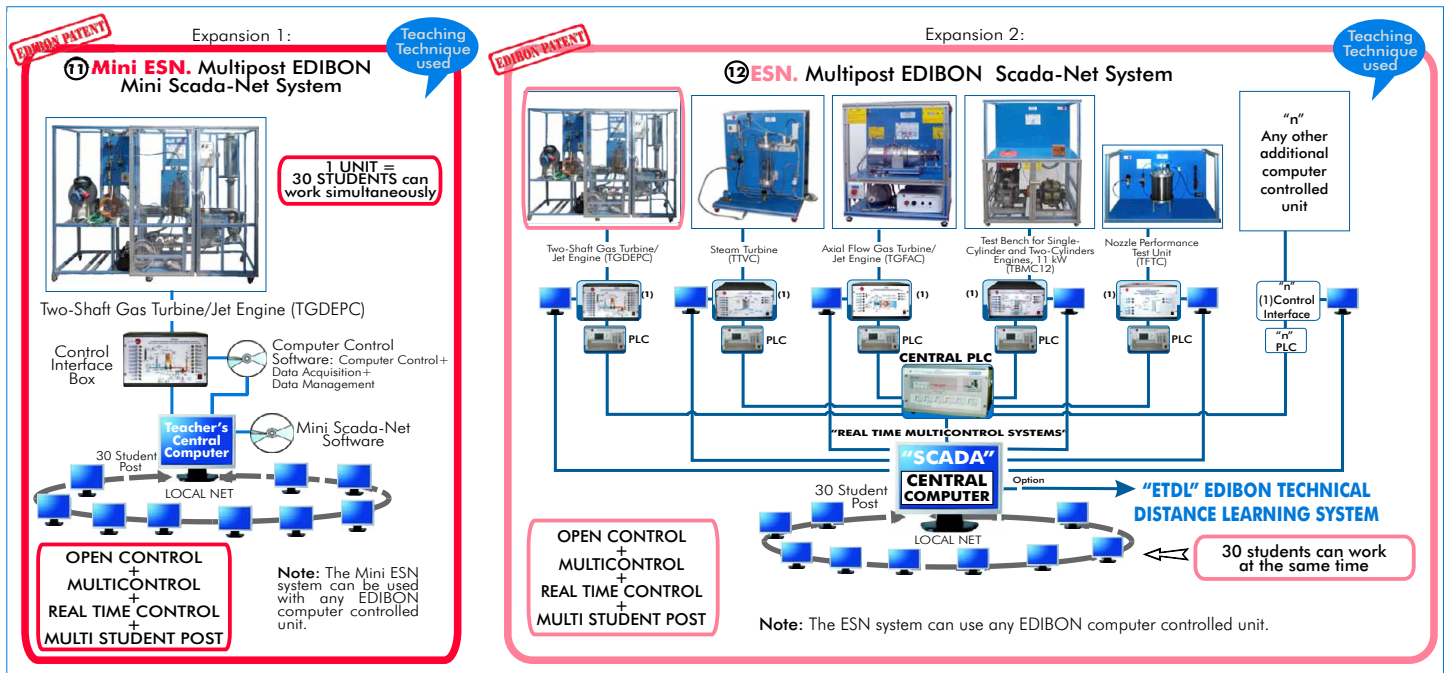 EDIBON PATENT
Expansion 1:
Teaching
Technique
used
11 Mini ESN. Multipost EDIBON
Mini Scada-Net System
1 UNIT =
30 STUDENTS can
work simultaneously
Two-Shaft Gas Turbine/Jet Engine (TGDEPC)
Control
Interface
Box
Computer Control
Software: Computer Control+
Data Acquisition+
Data Management
Teacher's
Central
Computer
Mini Scada-Net
Software
30 Student
Post
LOCAL NET
OPEN CONTROL
+
MULTICONTROL
+
REAL TIME CONTROL
+
MULTI STUDENT POST
Note: The Mini ESN
system can be used
with any EDIBON
computer controlled
unit.
EDIBON PATENT
Expansion 2:
Teaching
Technique
used
12 ESN. Multipost EDIBON Scada-Net System
"n"
Any other
additional
computer
controlled
unit
Two-Shaft Gas Turbine/
Jet Engine (TGDEPC)
Steam Turbine
(TTVC)
Axial Flow Gas Turbine/
Jet Engine (TGFAC)
Test Bench for Single-
Cylinder and Two-Cylinders
Engines, 11 kW
(TBMC12)
Nozzle Performance
Test Unit
(TFTC)
(1)
(1)
(1)
(1)
(1)
"n"
(1)Control
Interface
PLC
PLC
PLC
PLC
PLC
"n"
PLC
CENTRAL PLC
"REAL TIME MULTICONTROL SYSTEMS"
"SCADA"
CENTRAL
COMPUTER
Option
"ETDL" EDIBON TECHNICAL
DISTANCE LEARNING SYSTEM
30 Student
Post
LOCAL NET
30 students can work
at the same time
OPEN CONTROL
+
MULTICONTROL
+
REAL TIME CONTROL
+
MULTI STUDENT POST
Note: The ESN system can use any EDIBON computer controlled unit.